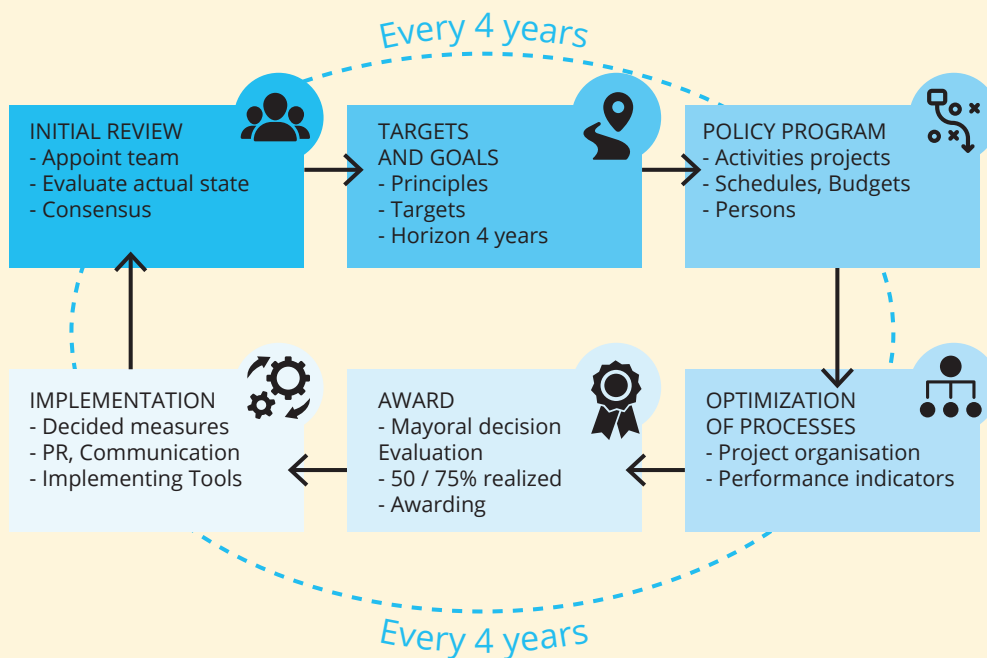 Every 4 years
INITIAL REVIEW
- Appoint team
- Evaluate actual state
- Consensus
TARGETS
AND GOALS
- Principles
- Targets
- Horizon 4 years
POLICY PROGRAM
- Activities projects
- Schedules, Budgets
- Persons
OPTIMIZATION
OF PROCESSES
- Project organisation
- Performance indicators
AWARD
- Mayoral decision
Evaluation
- 50 / 75% realized
- Awarding
IMPLEMENTATION
- Decided measures
- PR, Communication
- Implementing Tools
Every 4 years